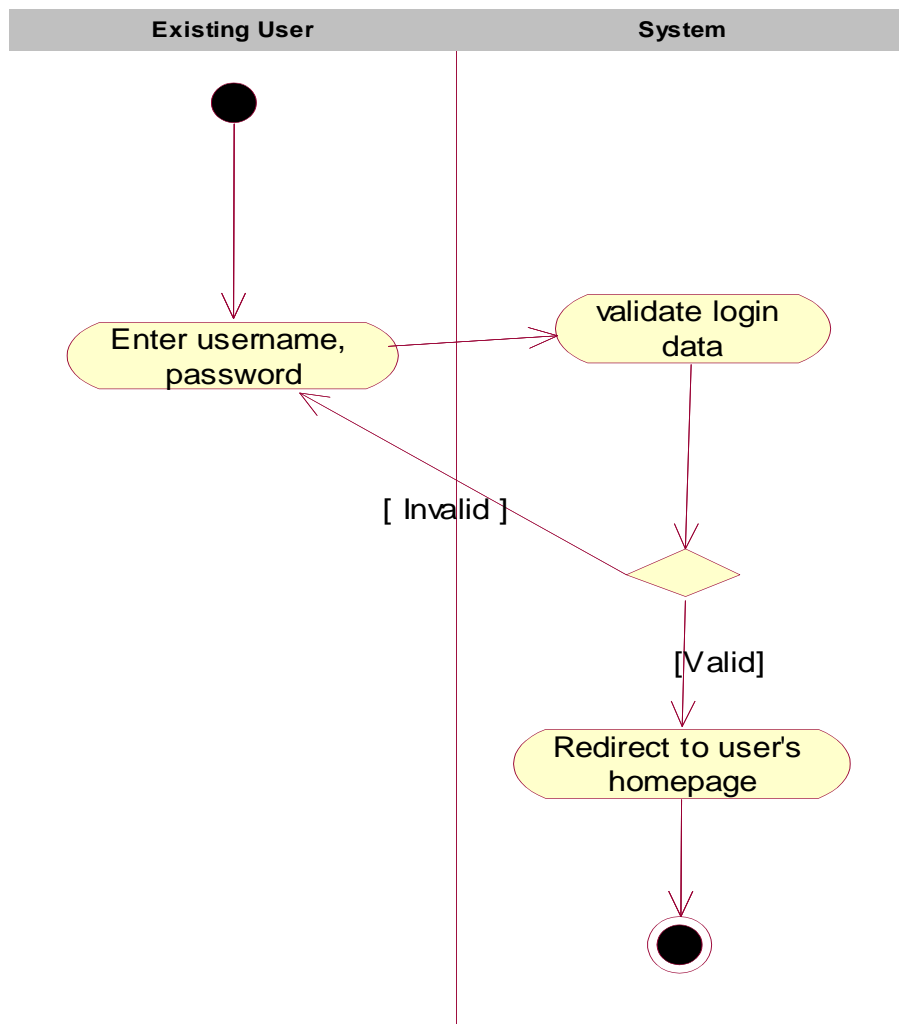 Existing User
System
Enter username,
password
validate login
data
[ Invalid ]
[Valid]
Redirect to user's
homepage